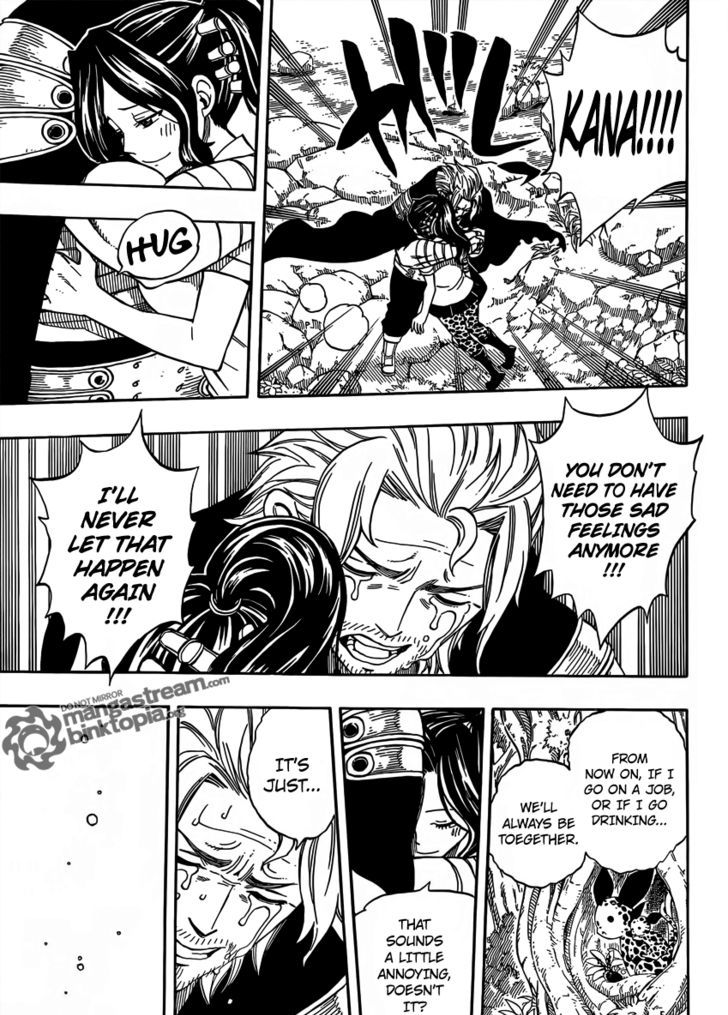 KANA!!!!
HUG
YOU DON'T
NEED TO HAVE
THOSE SAD
FEELINGS
ANYMORE
!!!
I'LL
NEVER
LET THAT
HAPPEN
AGAIN
!!!
FROM
NOW ON, IF I
GO ON A JOB,
OR IF I GO
DRINKING...
WE'LL
ALWAYS BE
TOEGETHER.
THAT
SOUNDS
A LITTLE
ANNOYING,
DOESN'T
IT?
IT'S
JUST...
DO NOT MIRROR
mangastream.com
binktopia.org